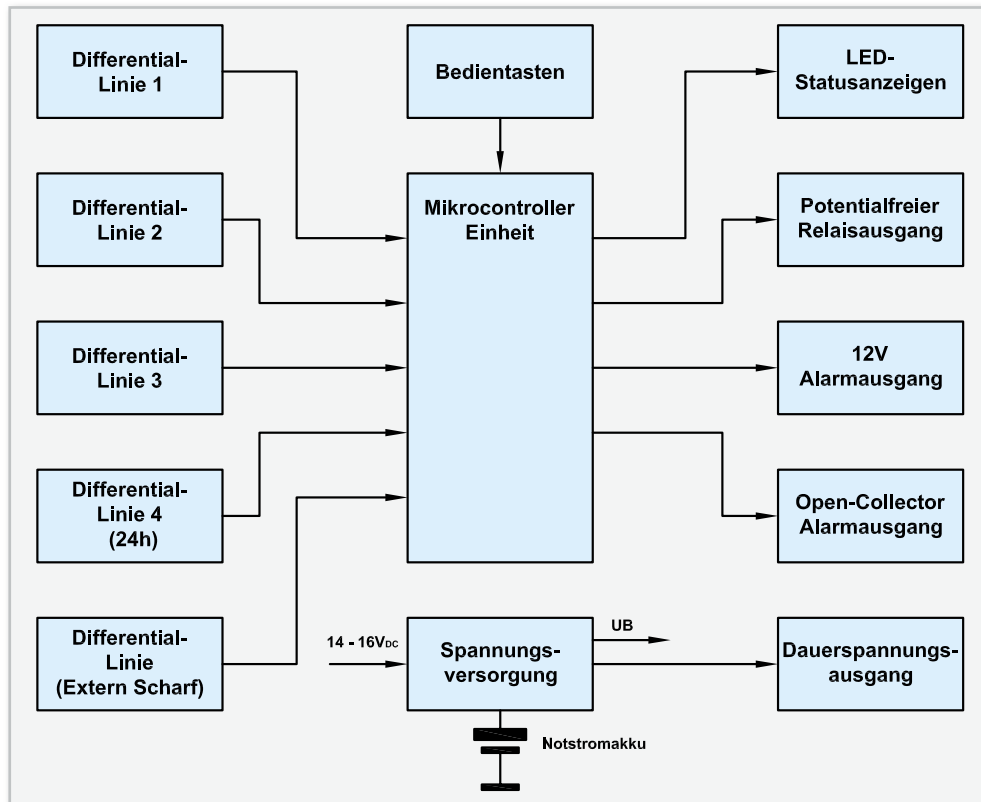 Differential-
Linie 1
Bedientasten
LED-
Statusanzeigen
Differential-
Linie 2
Mikrocontroller
Einheit
Potentialfreier
Relaisausgang
Differential-
Linie 3
12V
Alarmausgang
Differential-
Linie 4
(24h)
Open-Collector
Alarmausgang
Differential-
Linie
(Extern Scharf)
14 - 16VDC
Spannungs-
versorgung
UB
Dauerspannungs-
ausgang
Notstromakku